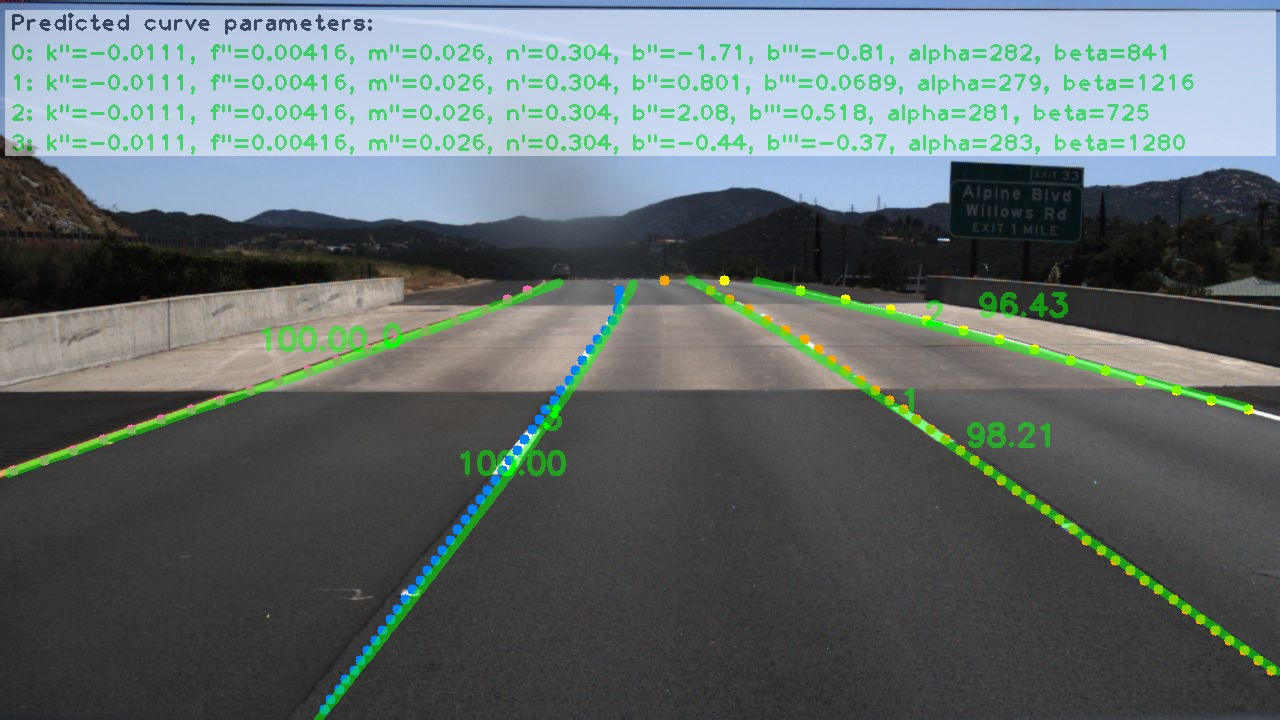 Predicted curve parameters:
0: k''=-0.0111, f''=0.00416, m''=0.026, n'=0.304, b''=-1.71, b'''=-0.81, alpha=282, beta=841
1: k''=-0.0111, f''=0.00416, m''=0.026, n'=0.304, b''=0.801, b'''=0.0689, alpha=279, beta=1216
2: k''=-0.0111, f''=0.00416, m''=0.026, n'=0.304, b''=2.08, b'''=0.518, alpha=281, beta=725
3: k''=-0.0111, f''=0.00416, m''=0.026, n'=0.304, b''=-0.44, b'''=-0.37, alpha=283, beta=1280
EXIT 33
Alpine Blvd
Willows Rd
EXIT 1 MILE
2 96.43
100.00 0
1
98.21
3
100.00